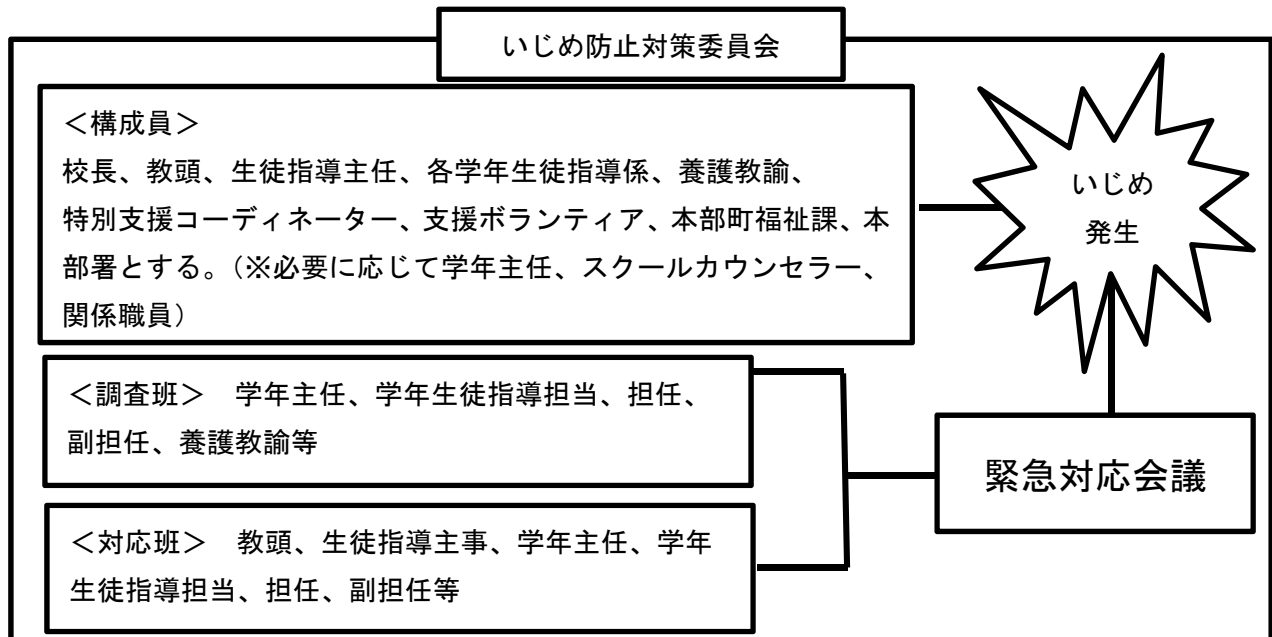 いじめ防止対策委員会
＜構成員＞
校長、教頭、生徒指導主任、各学年生徒指導係、養護教諭、
特別支援コーディネーター、支援ボランティア、本部町福祉課、本
部署とする。（※必要に応じて学年主任、スクールカウンセラー、
関係職員）
いじめ
発生
＜調査班＞　学年主任、学年生徒指導担当、担任、
副担任、養護教諭等
緊急対応会議
＜対応班＞　教頭、生徒指導主事、学年主任、学年
生徒指導担当、担任、副担任等